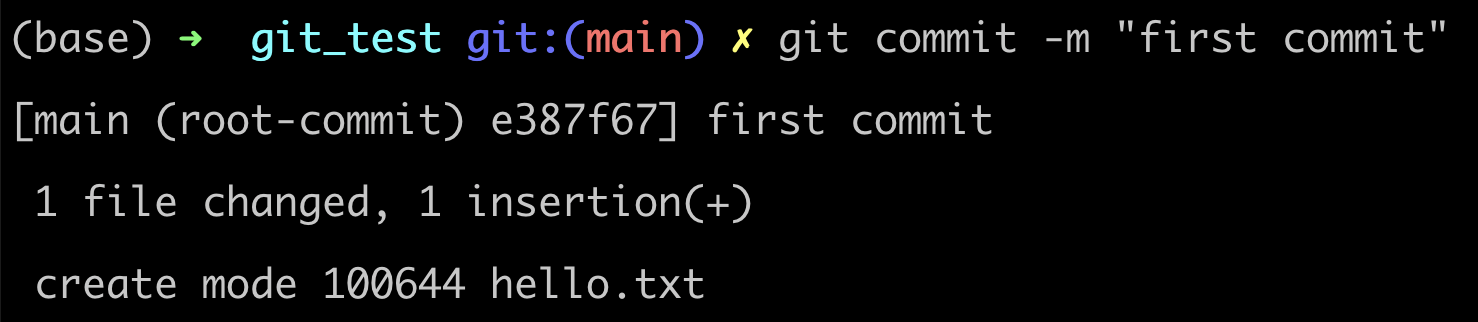 (base) ➜  git_test git:(main) ✗ git commit -m "first commit"
[main (root-commit) e387f67] first commit
 1 file changed, 1 insertion(+)
 create mode 100644 hello.txt